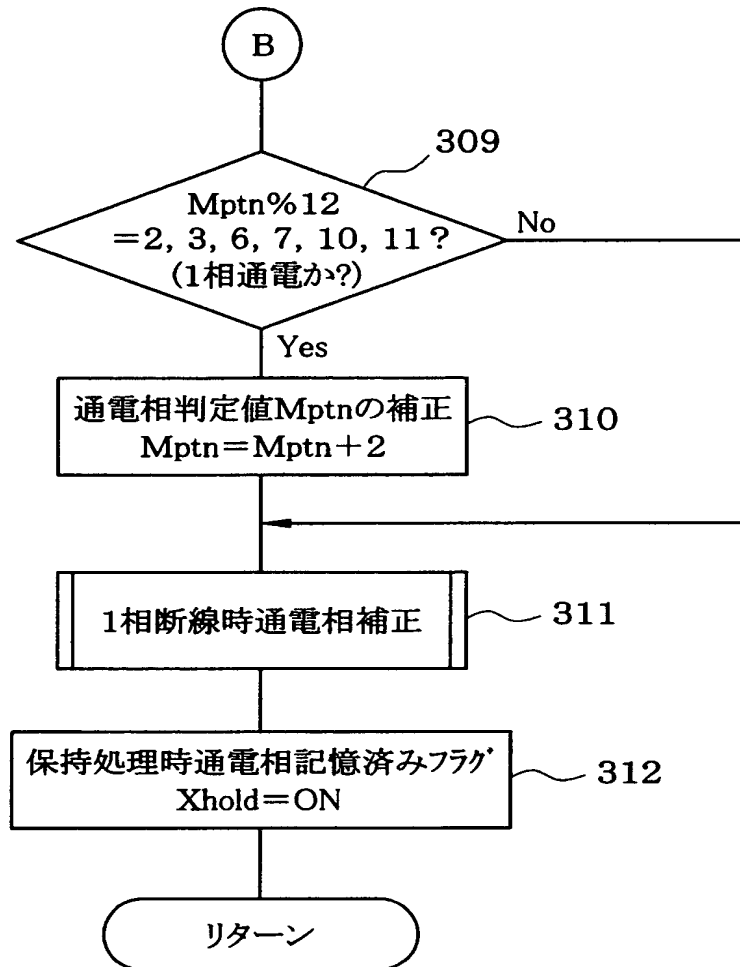 B
309
Mptn%12
=2, 3, 6, 7, 10, 11?
(1相通電か?)
No
Yes
通電相判定値Mptnの補正
Mptn=Mptn+2
310
1相断線時通電相補正
311
保持処理時通電相記憶済みフラグ
Xhold=ON
312
リターン